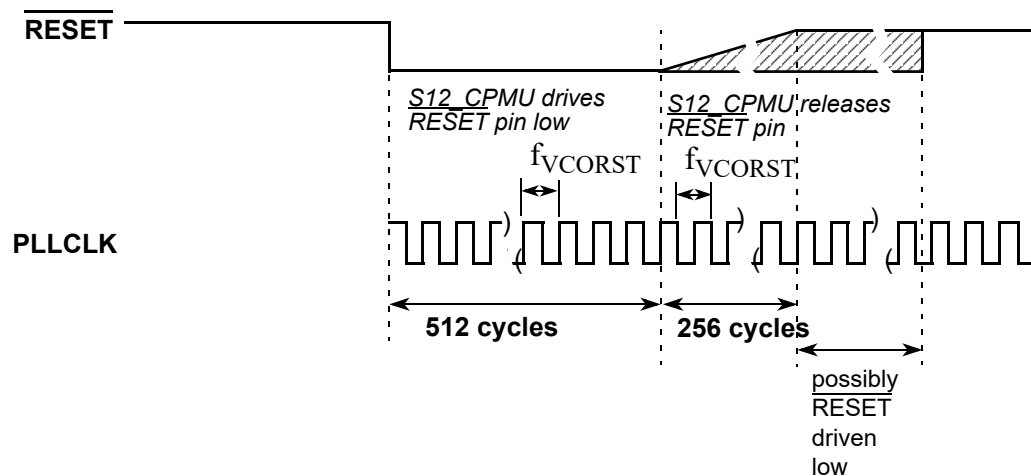 RESET
S12_CPMU drives
RESET pin low
S12_CPMU releases
RESET pin
fVCORST
fVCORST
PLLCLK
)
(
)
(
)
(
512 cycles
256 cycles
possibly
RESET
driven
low